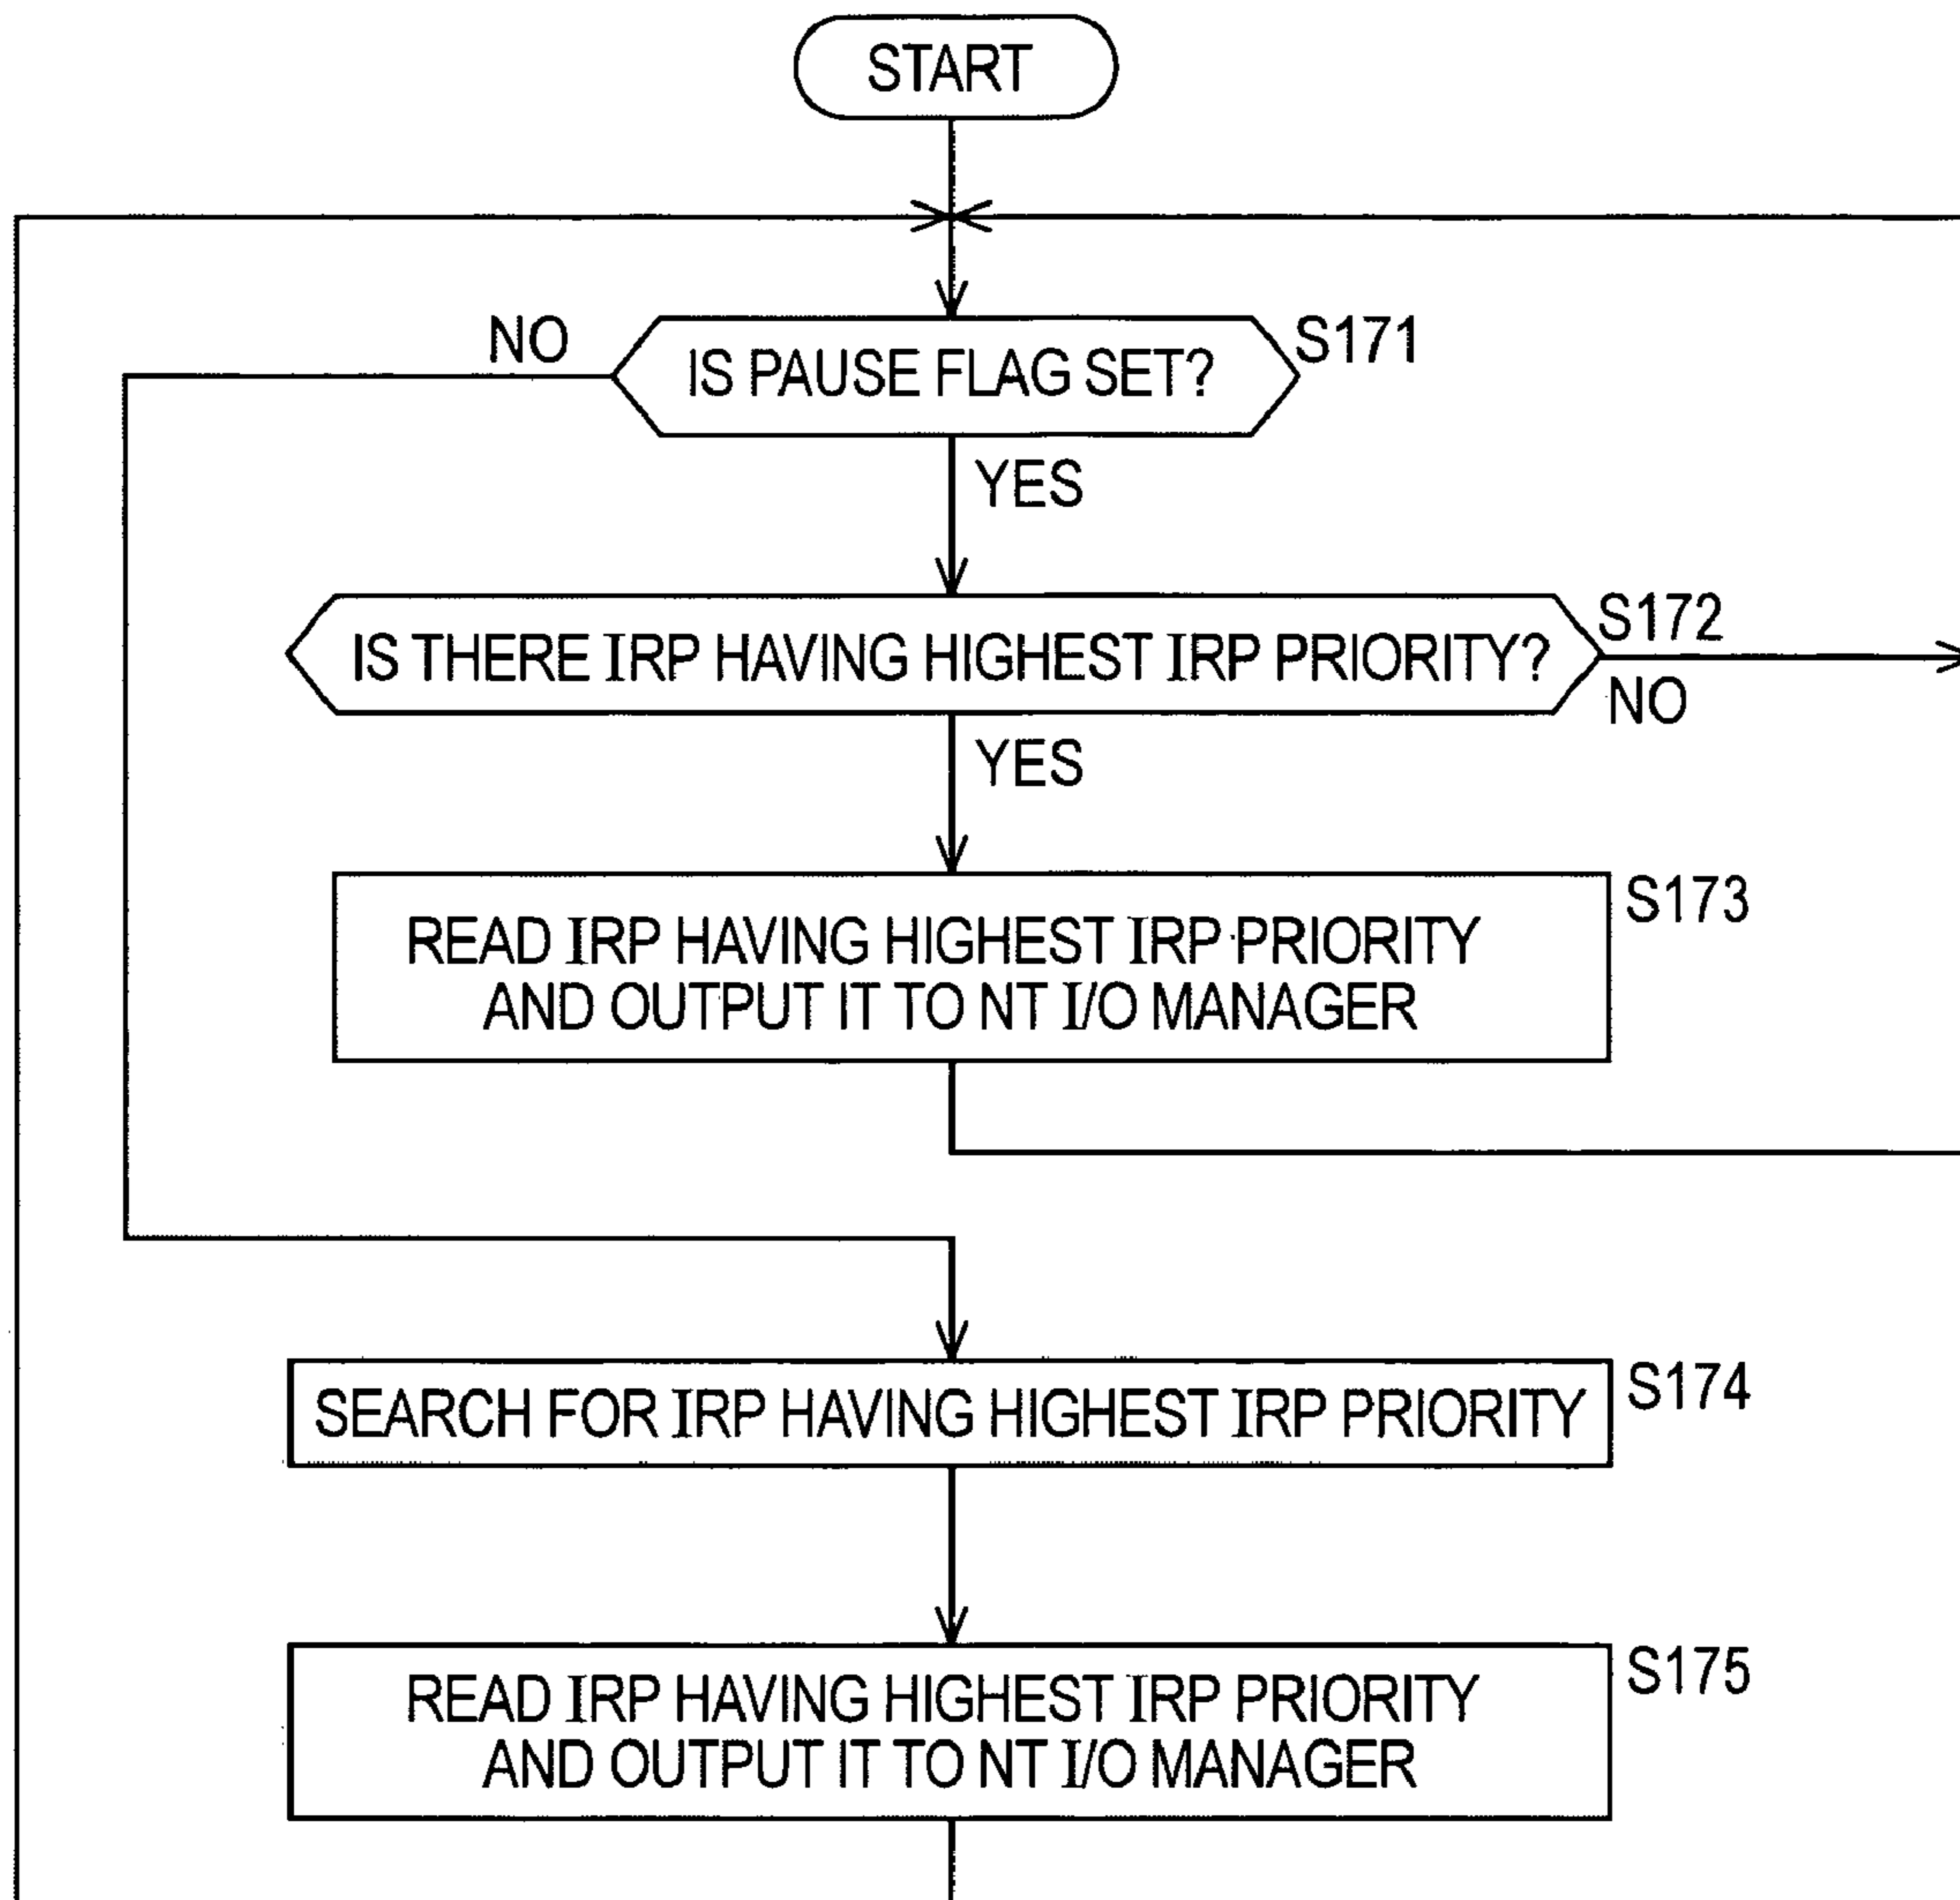 START
NO
IS PAUSE FLAG SET?
S171
YES
IS THERE IRP HAVING HIGHEST IRP PRIORITY?
S172
NO
YES
READ IRP HAVING HIGHEST IRP PRIORITY
AND OUTPUT IT TO NT I/O MANAGER
S173
SEARCH FOR IRP HAVING HIGHEST IRP PRIORITY
S174
READ IRP HAVING HIGHEST IRP PRIORITY
AND OUTPUT IT TO NT I/O MANAGER
S175